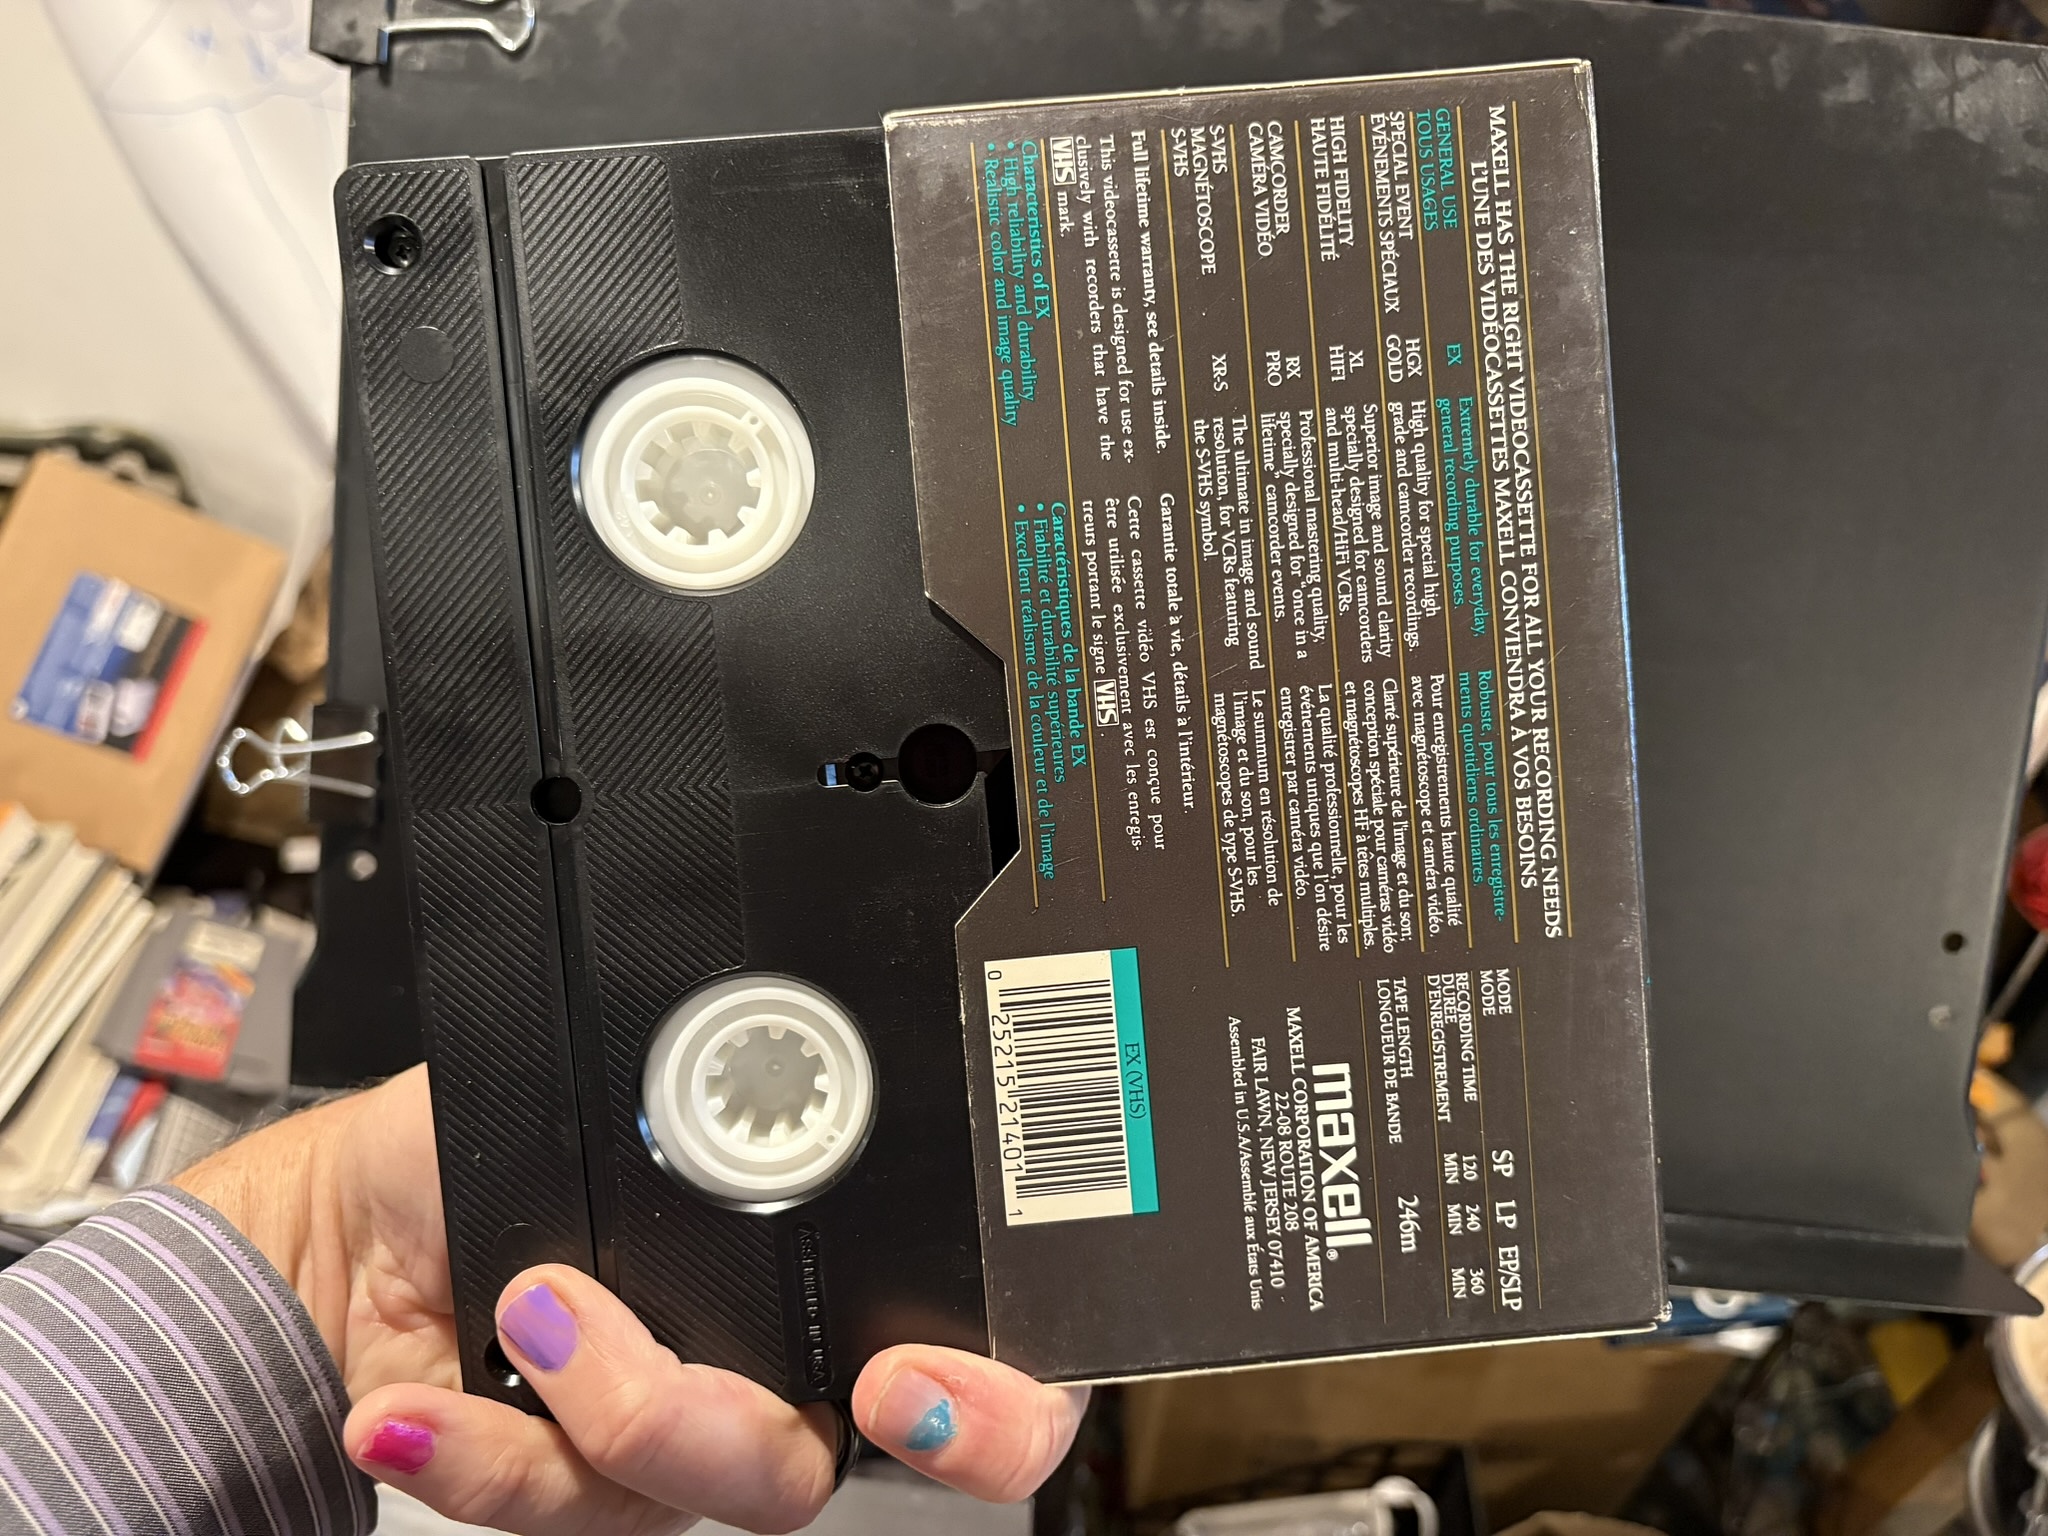 MAXELL HAS THE RIGHT VIDEOCASSETTE FOR ALL YOUR RECORDING NEEDS
L'UNE DES VIDÉOCASSETTES MAXELL CONVIENDRA À VOS BESOINS
GENERAL USE
TOUS USAGES
EX
Extremely durable for everyday,
general recording purposes.
Robuste, pour tous les enregistre-
ments quotidiens ordinaires.
SPECIAL EVENT
ÉVÉNEMENTS SPÉCIAUX
HGX
GOLD
High quality for special high
grade and camcorder recordings.
Pour enregistrements haute qualité
avec magnétoscope et caméra vidéo.
HIGH FIDELITY
HAUTE FIDÉLITÉ
XL
HIFI
Superior image and sound clarity
specially designed for camcorders
and multi-head/HiFi VCRs.
Clarté supérieure de l'image et du son;
conception spéciale pour caméras vidéo
et magnétoscopes HF à têtes multiples.
CAMCORDER
CAMÉRA VIDÉO
RX
PRO
Professional mastering quality,
specially designed for "once in a
lifetime" camcorder events.
La qualité professionnelle, pour les
événements uniques que l'on désire
enregistrer par caméra vidéo.
S-VHS
MAGNÉTOSCOPE
S-VHS
XR-S
The ultimate in image and sound
resolution, for VCRs featuring
the S-VHS symbol.
Le summum en résolution de
l'image et du son, pour les
magnétoscopes de type S-VHS.
Full lifetime warranty, see details inside.
This videocassette is designed for use ex-
clusively with recorders that have the
VHS mark.
Garantie totale à vie, détails à l'intérieur.
Cette cassette vidéo VHS est conçue pour
être utilisée exclusivement avec les enregis-
treurs portant le signe VHS.
Characteristics of EX
• High reliability and durability
• Realistic color and image quality
Caractéristiques de la bande EX
• Fiabilité et durabilité supérieures
• Excellent réalisme de la couleur et de l'image
MODE SP LP EP/SLP
MODE
RECORDING TIME 120 240 360
DURÉE MIN MIN MIN
D'ENREGISTREMENT
TAPE LENGTH 246m
LONGUEUR DE BANDE
maxell®
MAXELL CORPORATION OF AMERICA
22-08 ROUTE 208
FAIR LAWN, NEW JERSEY 07410
Assembled in U.S.A/Assemblé aux États Unis
EX (VHS)
0 25215 21401 1
ASSEMBLED IN USA